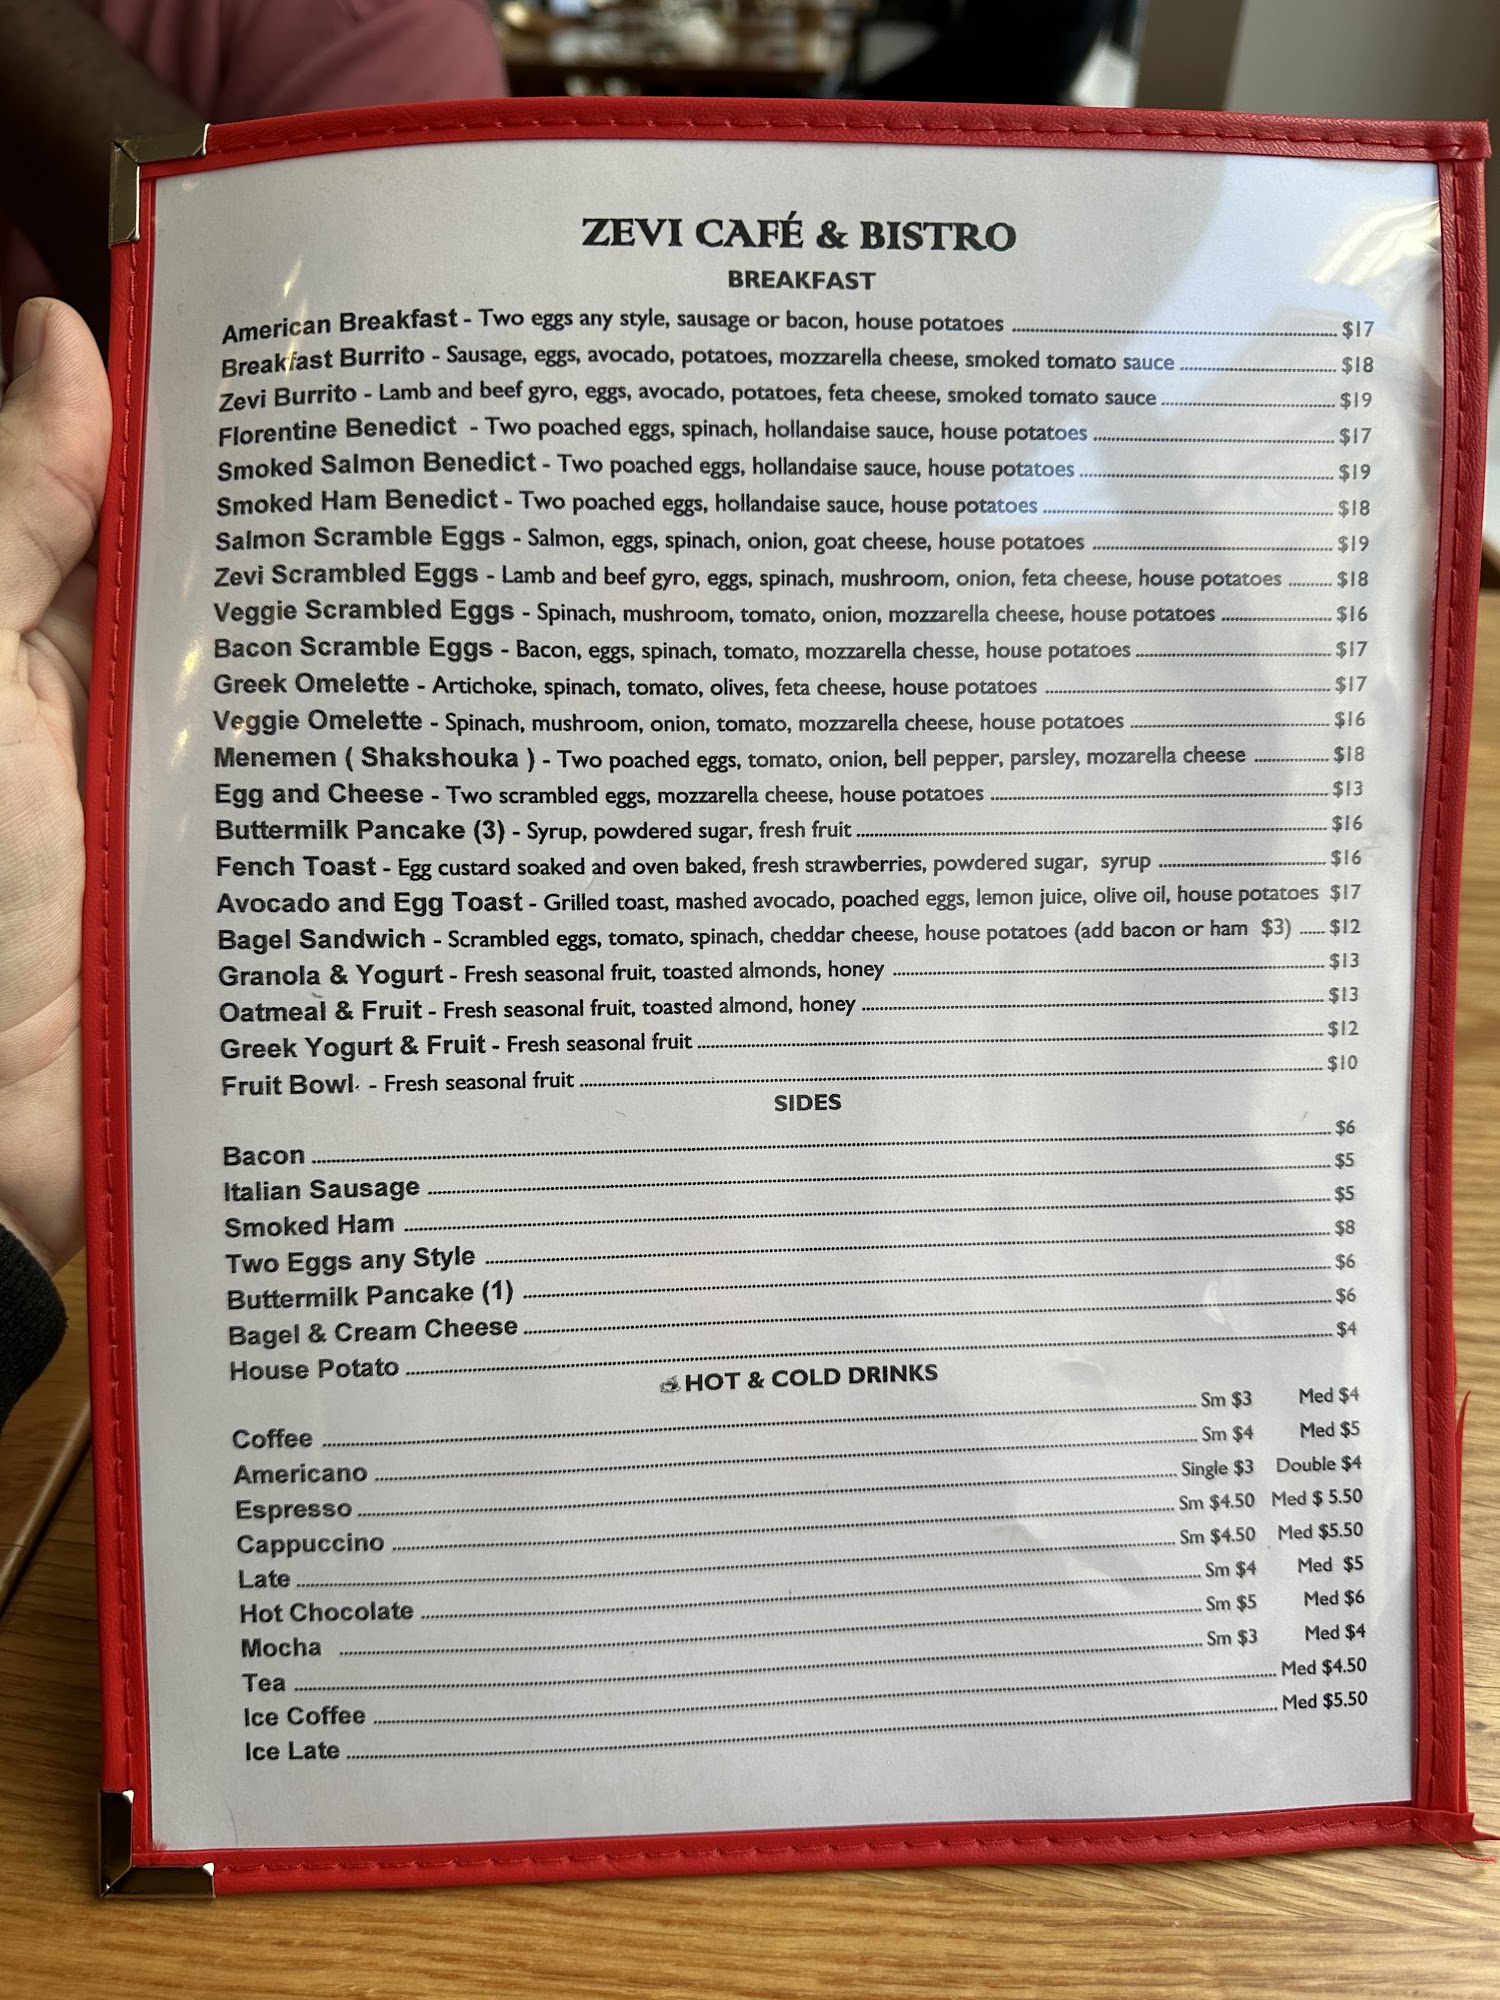 ZEVI CAFÉ & BISTRO
BREAKFAST
American Breakfast - Two eggs any style, sausage or bacon, house potatoes $17
Breakfast Burrito - Sausage, eggs, avocado, potatoes, mozzarella cheese, smoked tomato sauce $18
Zevi Burrito - Lamb and beef gyro, eggs, avocado, potatoes, feta cheese, smoked tomato sauce $19
Florentine Benedict - Two poached eggs, spinach, hollandaise sauce, house potatoes $17
Smoked Salmon Benedict - Two poached eggs, hollandaise sauce, house potatoes $19
Smoked Ham Benedict - Two poached eggs, hollandaise sauce, house potatoes $18
Salmon Scramble Eggs - Salmon, eggs, spinach, onion, goat cheese, house potatoes $19
Zevi Scrambled Eggs - Lamb and beef gyro, eggs, spinach, mushroom, onion, feta cheese, house potatoes $18
Veggie Scrambled Eggs - Spinach, mushroom, tomato, onion, mozzarella cheese, house potatoes $16
Bacon Scramble Eggs - Bacon, eggs, spinach, tomato, mozzarella chesse, house potatoes $17
Greek Omelette - Artichoke, spinach, tomato, olives, feta cheese, house potatoes $17
Veggie Omelette - Spinach, mushroom, onion, tomato, mozzarella cheese, house potatoes $16
Menemen ( Shakshouka ) - Two poached eggs, tomato, onion, bell pepper, parsley, mozarella cheese $18
Egg and Cheese - Two scrambled eggs, mozzarella cheese, house potatoes $13
Buttermilk Pancake (3) - Syrup, powdered sugar, fresh fruit $16
Fench Toast - Egg custard soaked and oven baked, fresh strawberries, powdered sugar, syrup $16
Avocado and Egg Toast - Grilled toast, mashed avocado, poached eggs, lemon juice, olive oil, house potatoes $17
Bagel Sandwich - Scrambled eggs, tomato, spinach, cheddar cheese, house potatoes (add bacon or ham $3) $12
Granola & Yogurt - Fresh seasonal fruit, toasted almonds, honey $13
Oatmeal & Fruit - Fresh seasonal fruit, toasted almond, honey $13
Greek Yogurt & Fruit - Fresh seasonal fruit $12
Fruit Bowl - Fresh seasonal fruit $10
SIDES
Bacon $6
Italian Sausage $5
Smoked Ham $5
Two Eggs any Style $8
Buttermilk Pancake (1) $6
Bagel & Cream Cheese $6
House Potato $4
HOT & COLD DRINKS
Coffee Sm $3 Med $4
Americano Sm $4 Med $5
Espresso Single $3 Double $4
Cappuccino Sm $4.50 Med $ 5.50
Late Sm $4.50 Med $5.50
Hot Chocolate Sm $4 Med $5
Mocha Sm $5 Med $6
Tea Sm $3 Med $4
Ice Coffee Med $4.50
Ice Late Med $5.50